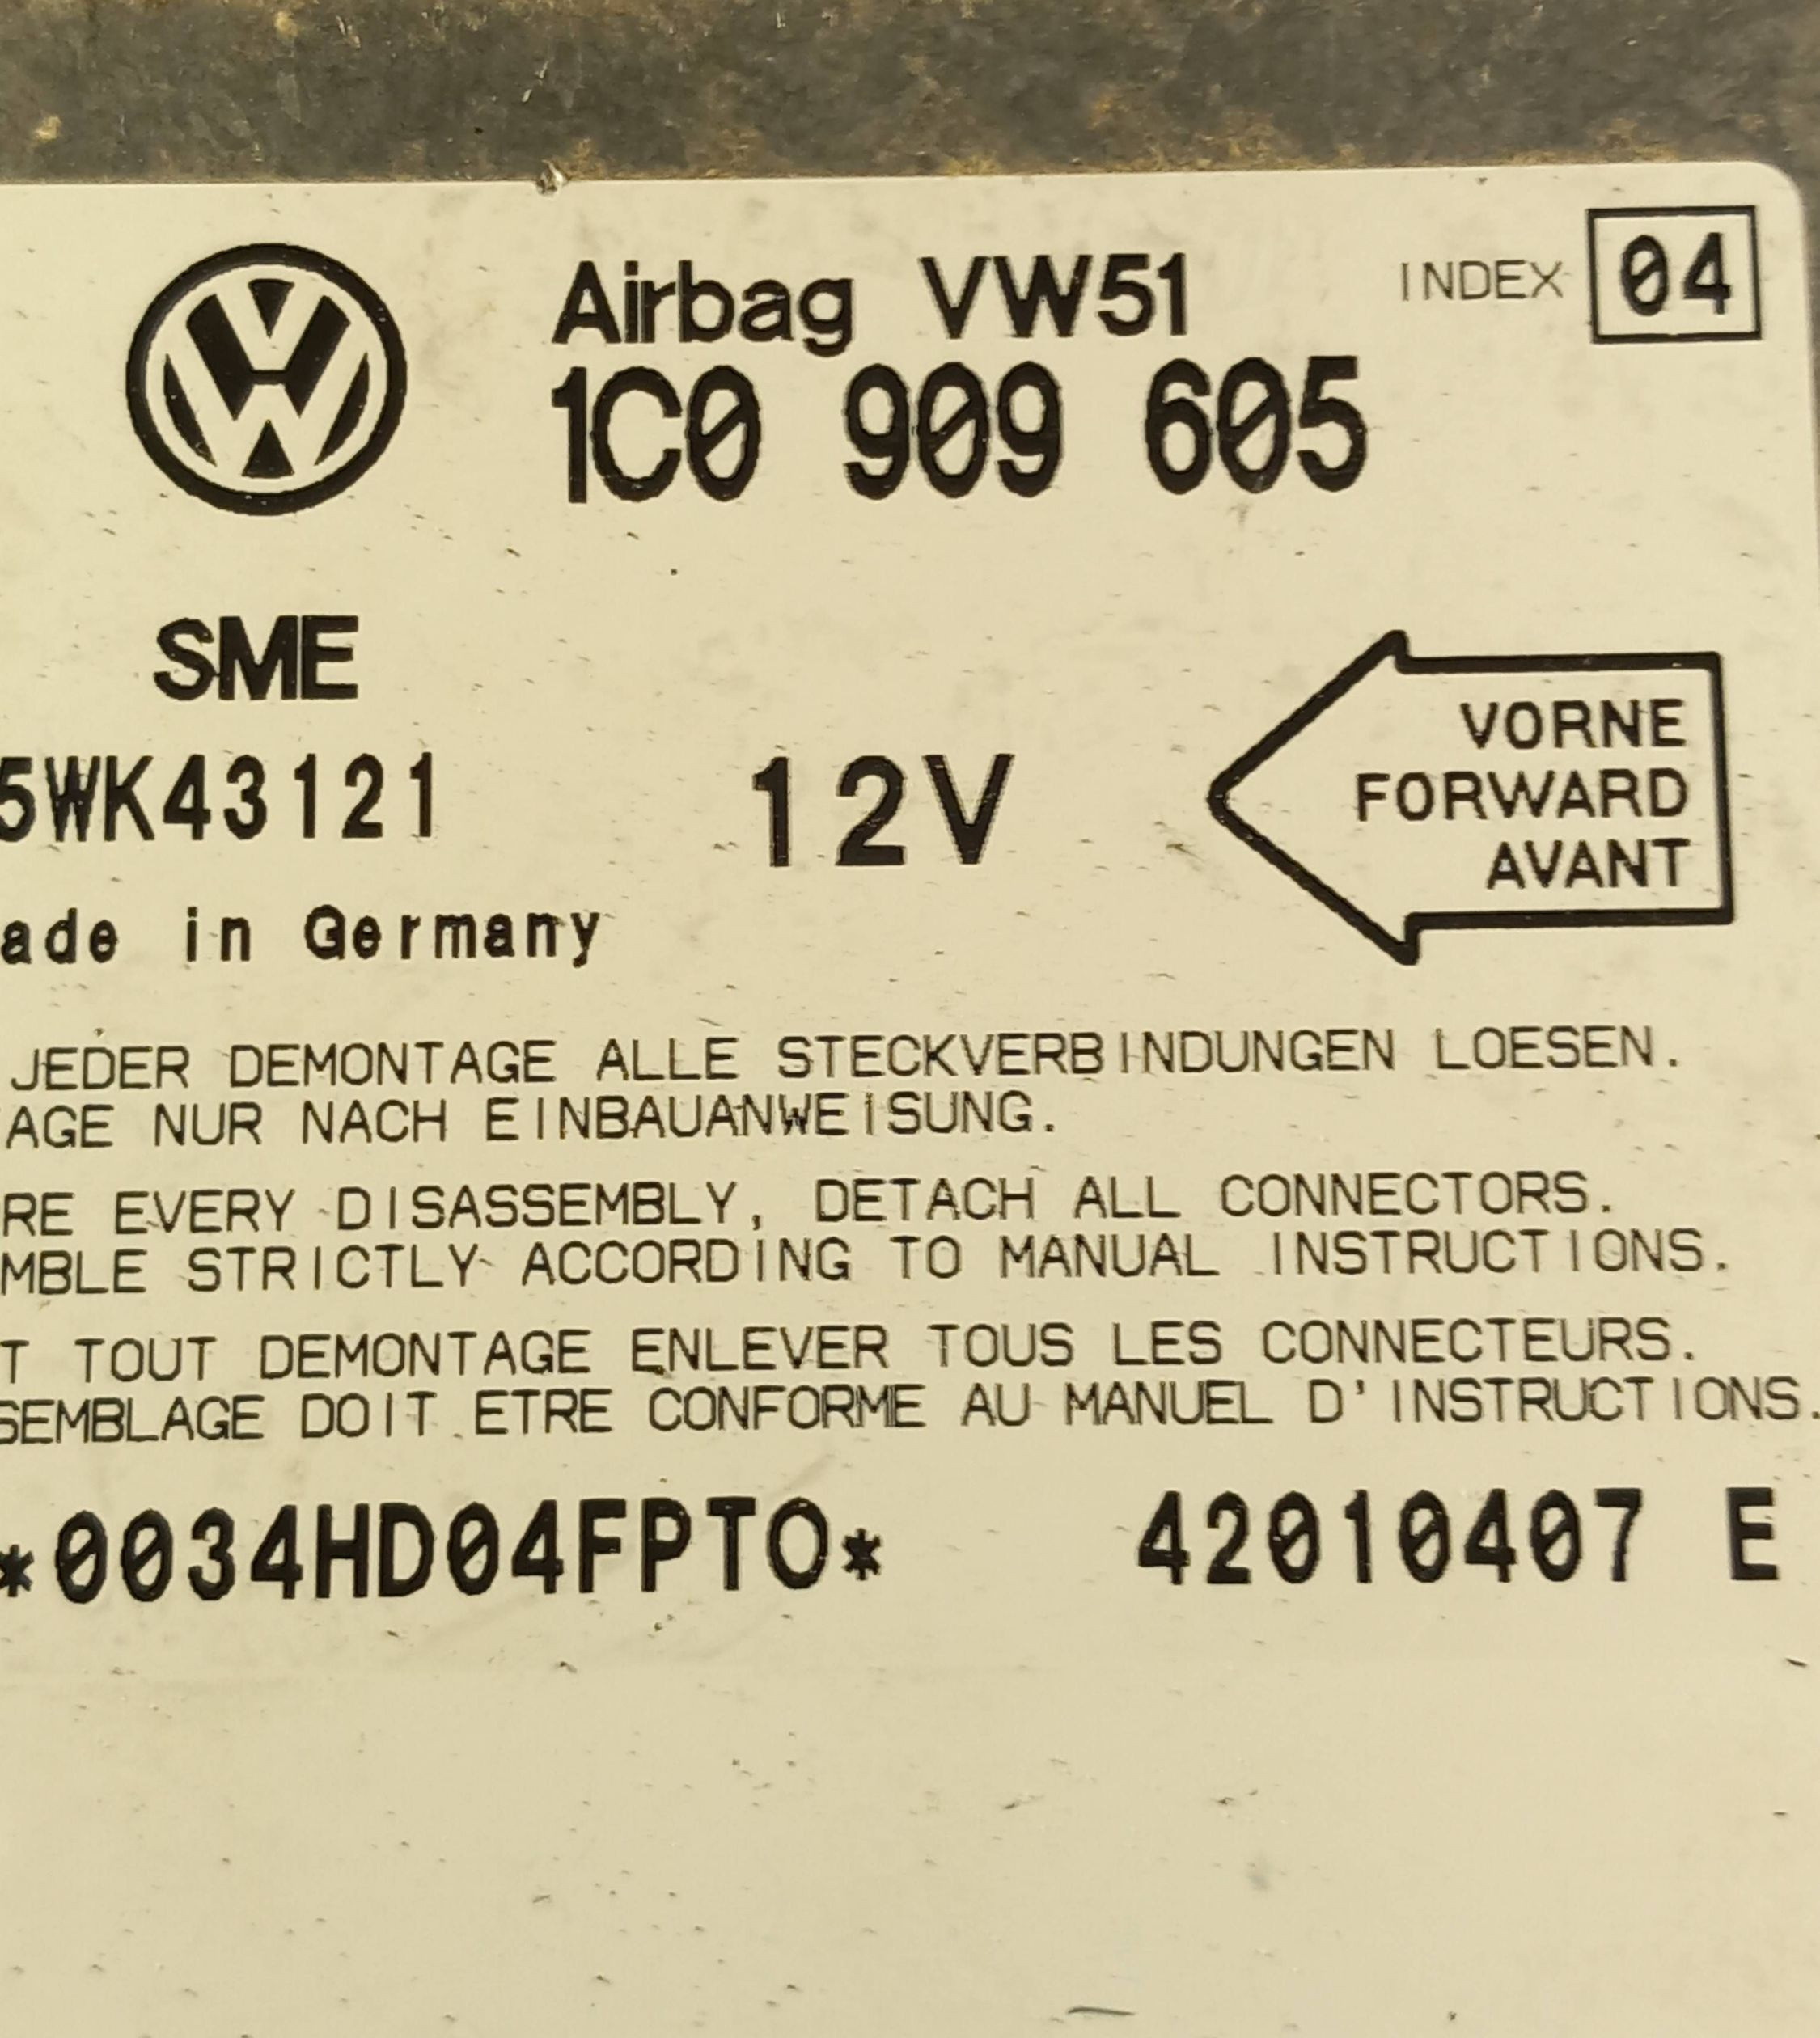 Airbag VW51 INDEX 04
1C0 909 605
SME
5WK43121 12V
VORNE
FORWARD
AVANT
ade in Germany
JEDER DEMONTAGE ALLE STECKVERBINDUNGEN LOESEN.
AGE NUR NACH EINBAUANWEISUNG.
RE EVERY DISASSEMBLY, DETACH ALL CONNECTORS.
MBLE STRICTLY ACCORDING TO MANUAL INSTRUCTIONS.
T TOUT DEMONTAGE ENLEVER TOUS LES CONNECTEURS.
SEMBLAGE DOIT ETRE CONFORME AU MANUEL D'INSTRUCTIONS.
*0034HD04FPTO* 42010407 E